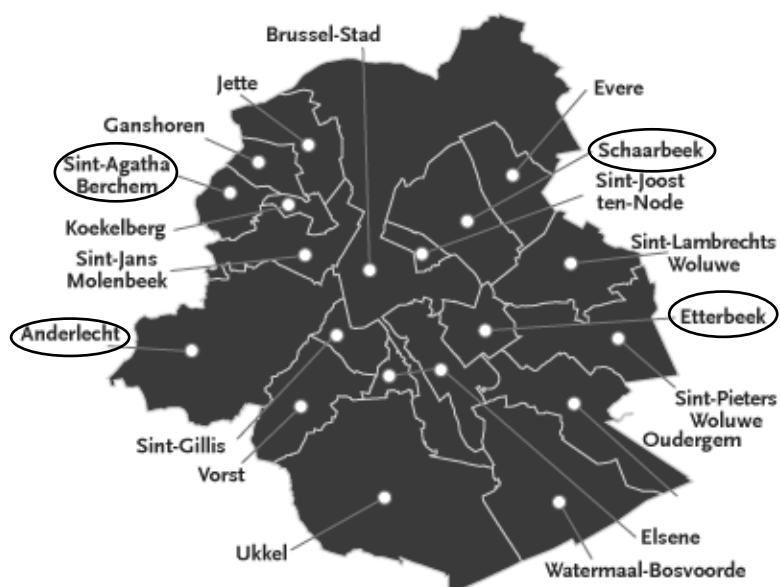 Brussel-Stad
Jette
Evere
Ganshoren
Schaarbeek
Sint-Agatha
Berchem
Sint-Joost
ten-Node
Koekelberg
Sint-Lambrechts
Woluwe
Sint-Jans
Molenbeek
Etterbeek
Anderlecht
Sint-Pieters
Woluwe
Oudergem
Sint-Gillis
Vorst
Elsene
Ukkel
Watermaal-Bosvoorde